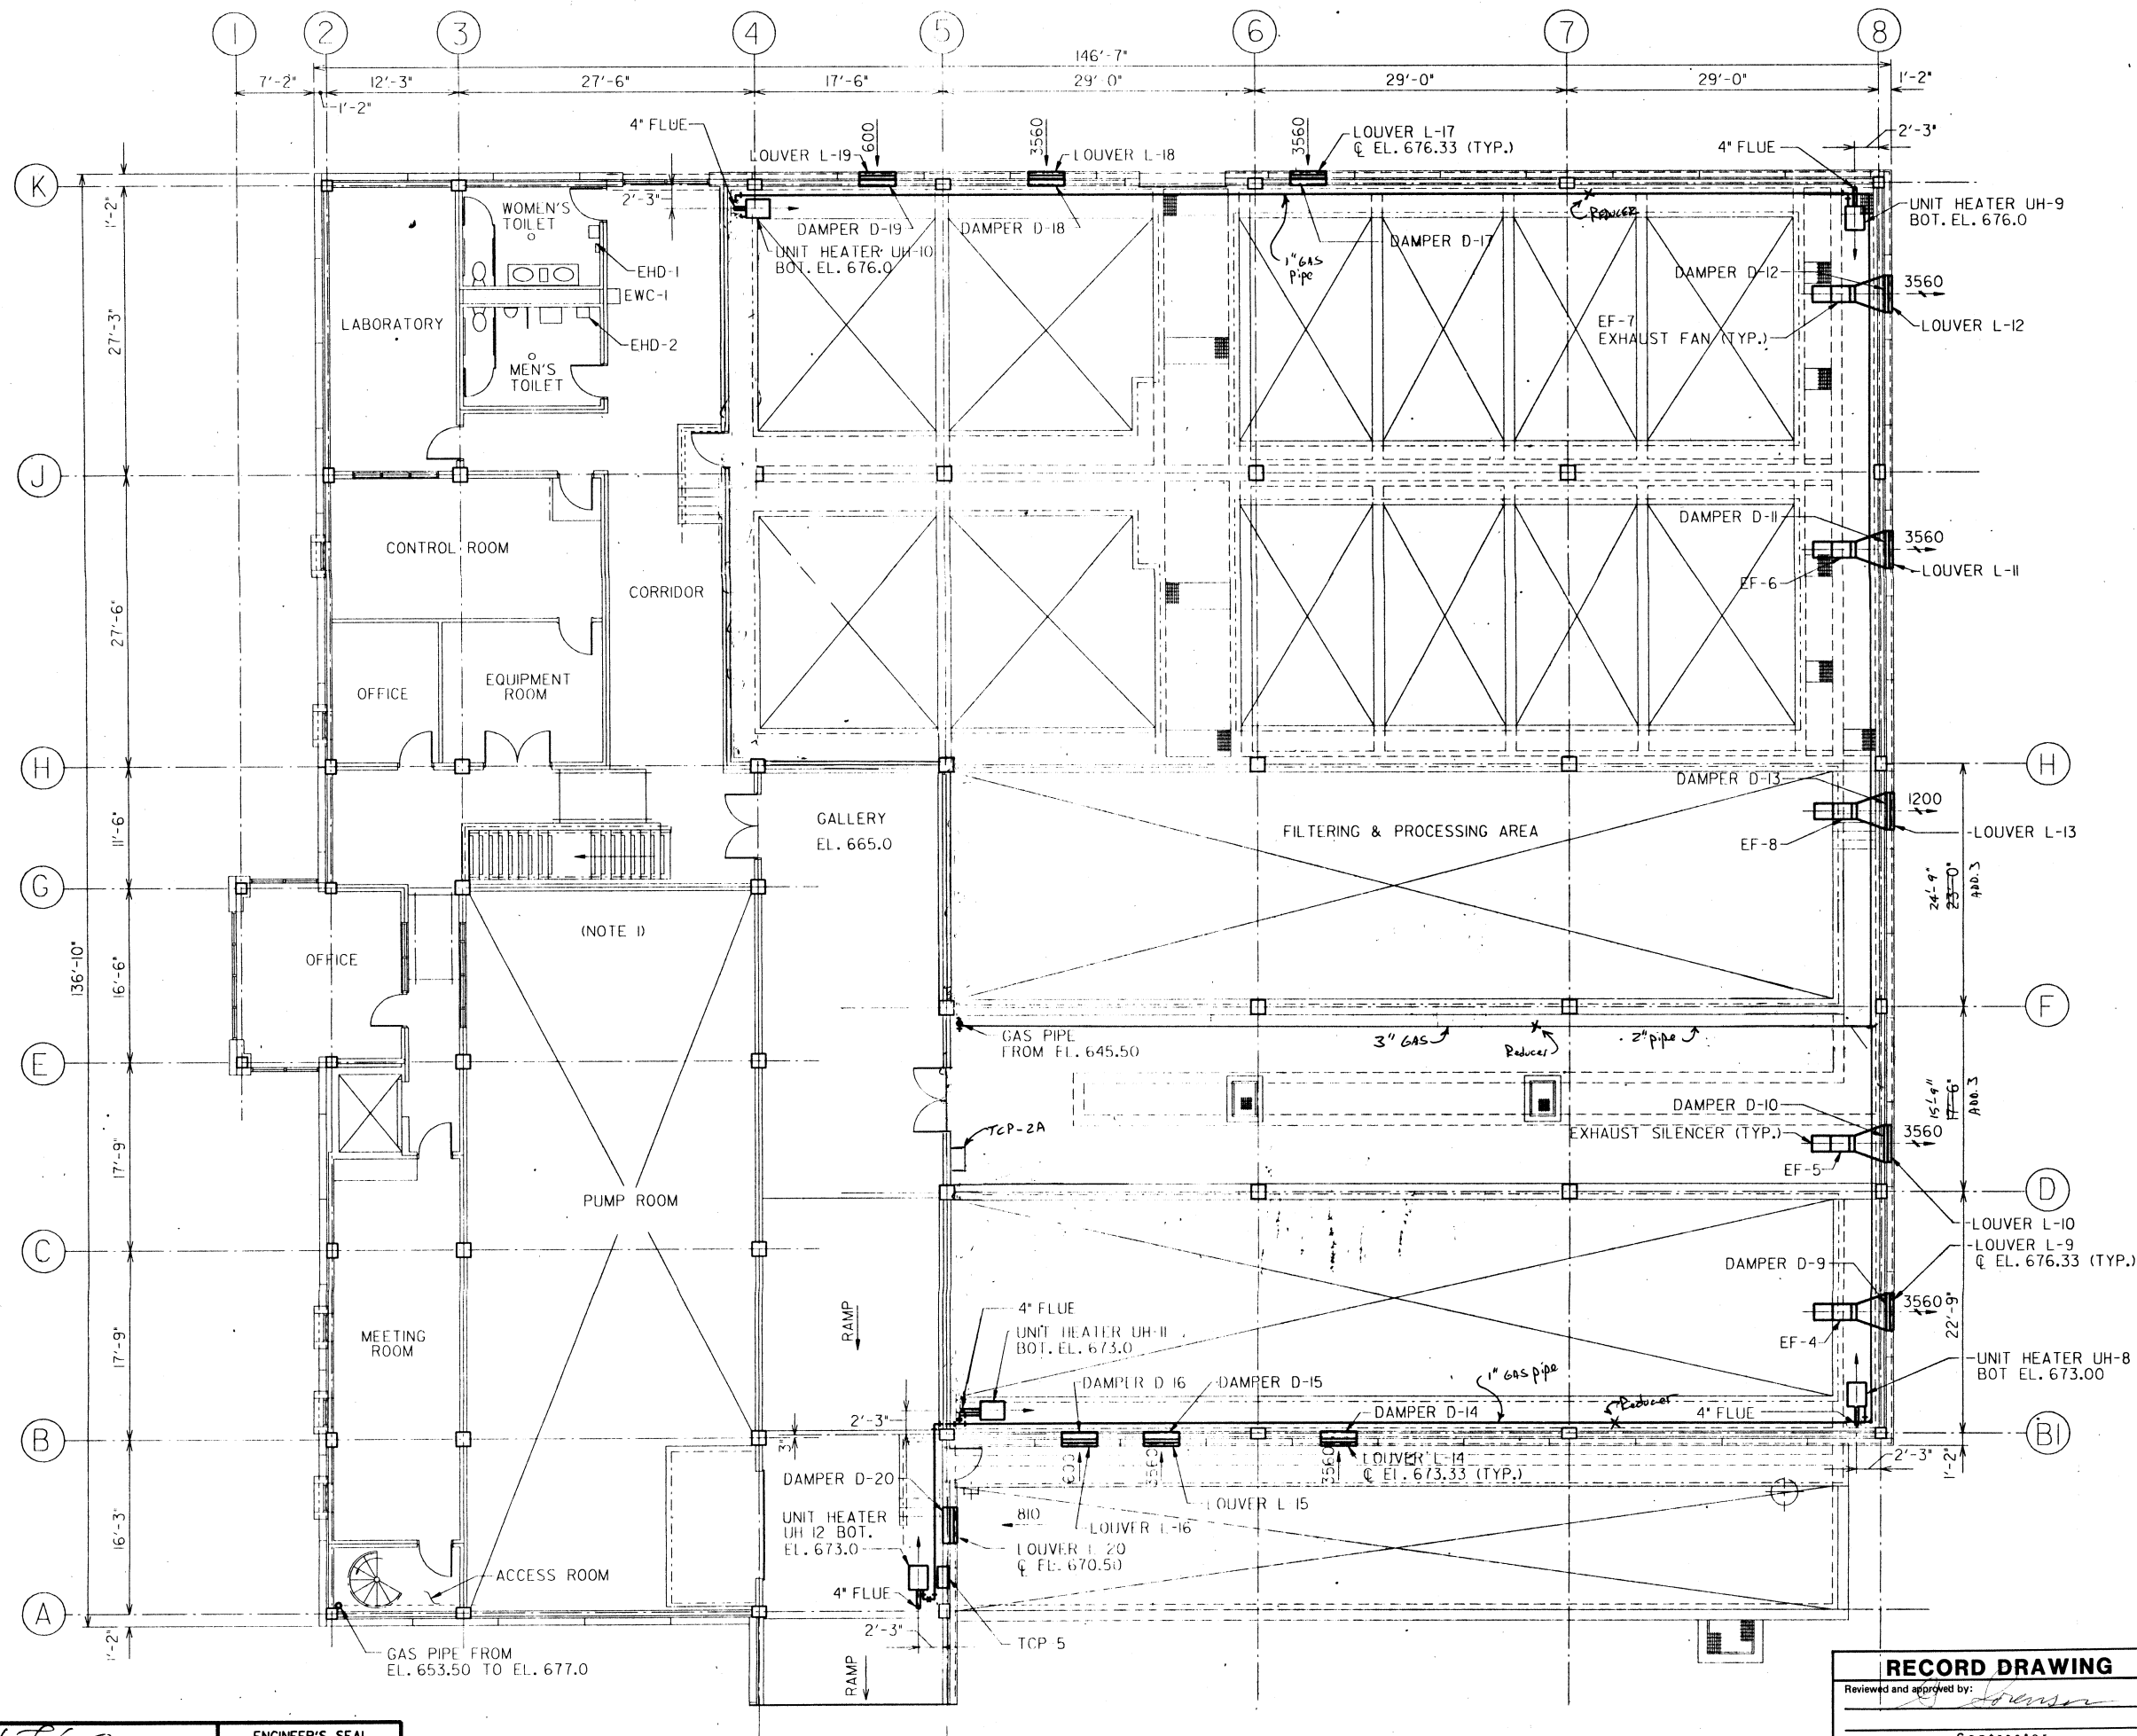 1 2 3 4 5 6 7 8
146'-7"
7'-2" 12'-3" 27'-6" 17'-6" 29'-0" 29'-0" 29'-0" 1'-2"
1'-2"
2'-3"
4" FLUE
600
3560
3560
LOUVER L-17
℄ EL. 676.33 (TYP.)
4" FLUE
LOUVER L-19
LOUVER L-18
K
1'-2"
2'-3"
WOMEN'S
TOILET
DAMPER D-19
DAMPER D-18
REDUCER
UNIT HEATER UH-9
BOT. EL. 676.0
UNIT HEATER UH-10
BOT. EL. 676.0
DAMPER D-17
1" GAS
pipe
EHD-1
EWC-1
DAMPER D-12
3560
LABORATORY
27'-3"
EHD-2
EF-7
EXHAUST FAN (TYP.)
LOUVER L-12
MEN'S
TOILET
J
DAMPER D-11
3560
CONTROL ROOM
LOUVER L-11
EF-6
CORRIDOR
27'-6"
OFFICE
EQUIPMENT
ROOM
H
H
DAMPER D-13
1200
GALLERY
EL. 665.0
FILTERING & PROCESSING AREA
LOUVER L-13
EF-8
11'-6"
G
24'-9"
23'-0"
ADD.3
(NOTE 1)
OFFICE
136'-10"
16'-6"
F
GAS PIPE
FROM EL. 645.50
3" GAS
Reducer
2" pipe
E
15'-9"
17'-6"
ADD.3
DAMPER D-10
TCP-2A
EXHAUST SILENCER (TYP.)
3560
EF-5
17'-9"
D
PUMP ROOM
LOUVER L-10
C
LOUVER L-9
℄ EL. 676.33 (TYP.)
DAMPER D-9
3560
RAMP
4" FLUE
UNIT HEATER UH-11
BOT. EL. 673.0
22'-9"
MEETING
ROOM
17'-9"
EF-4
1" GAS pipe
UNIT HEATER UH-8
BOT EL. 673.00
DAMPER D 16
DAMPER D-15
Reducer
2'-3"
DAMPER D-14
4" FLUE
B
3"
B1
600
3560
3560
LOUVER L-14
℄ EL. 673.33 (TYP.)
2'-3"
1'-2"
DAMPER D-20
LOUVER L 15
16'-3"
UNIT HEATER
UH 12 BOT.
EL. 673.0
810
LOUVER L-16
LOUVER L 20
℄ EL. 670.50
ACCESS ROOM
4" FLUE
A
2'-3"
TCP 5
1'-2"
GAS PIPE FROM
EL. 653.50 TO EL. 677.0
RAMP
RECORD DRAWING
Reviewed and approved by:
ENGINEER'S SEAL